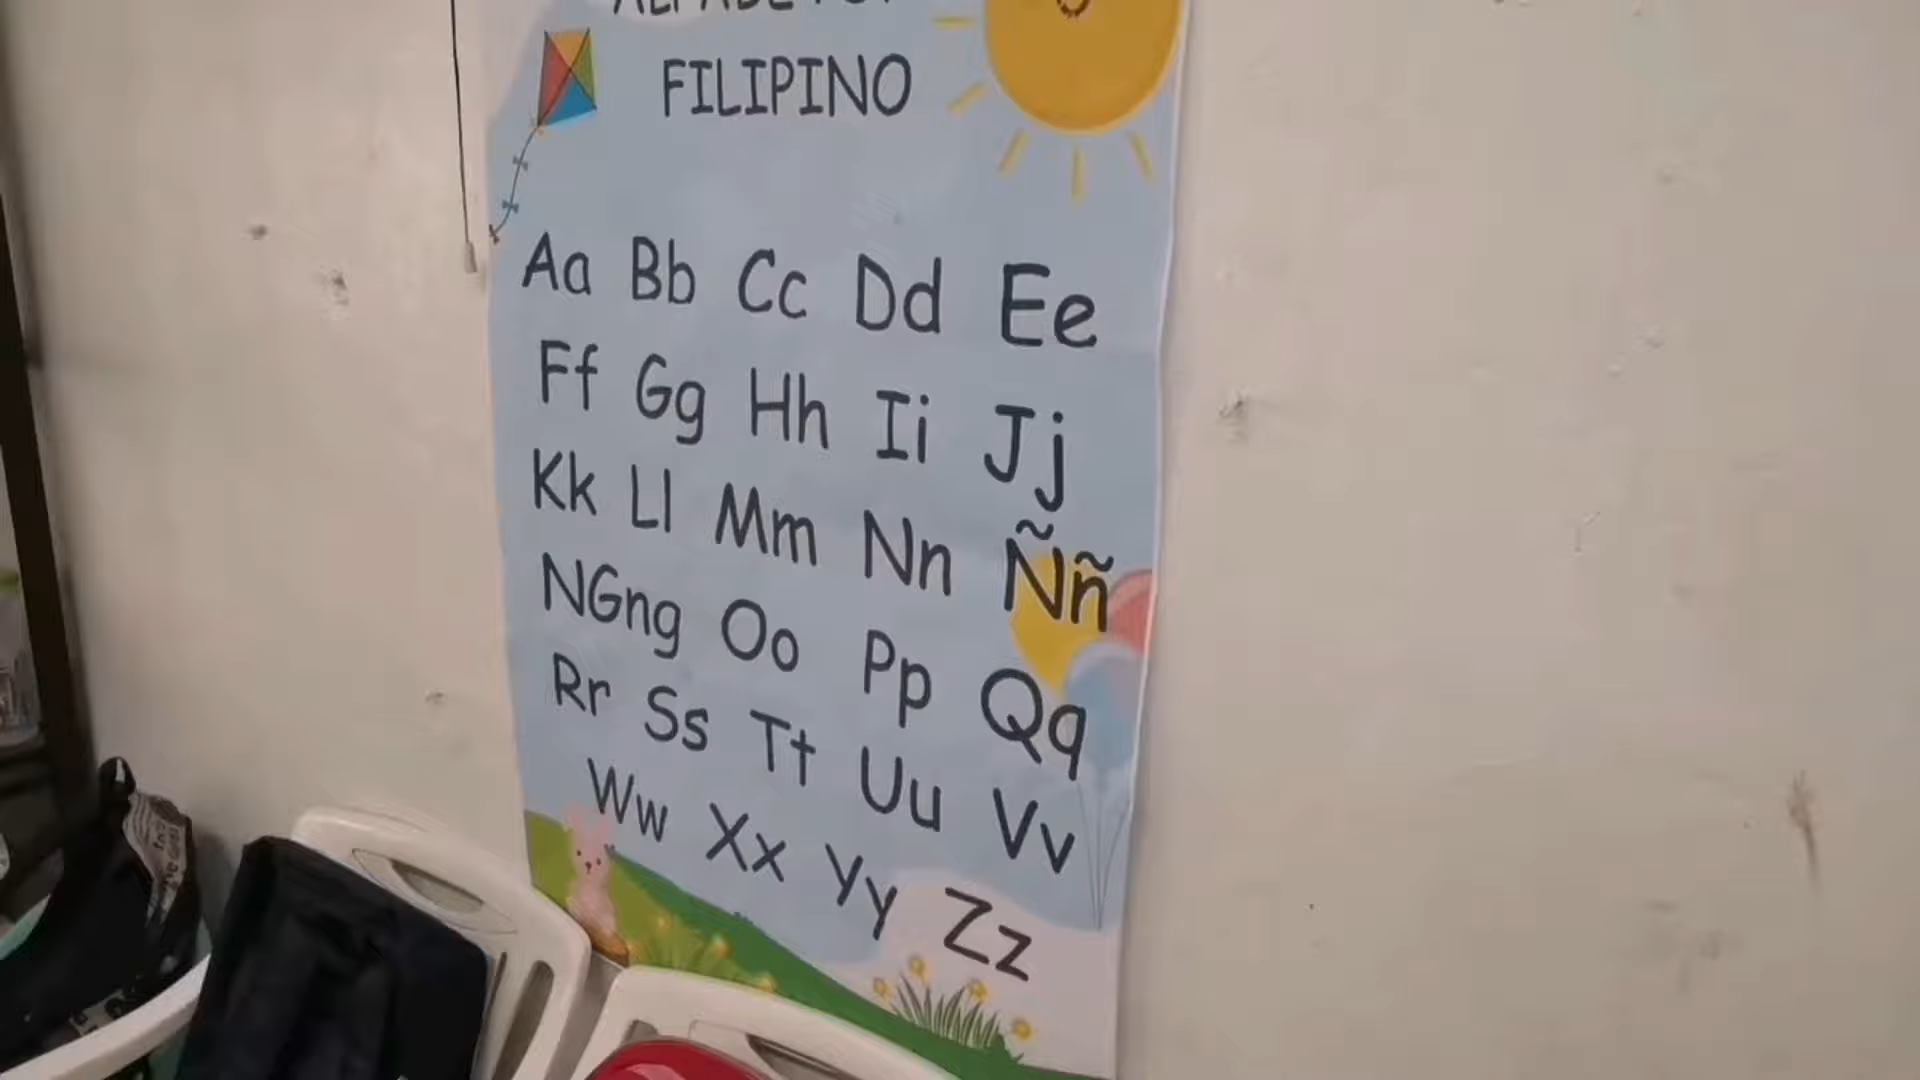 ALPABETONG
FILIPINO
Aa Bb Cc Dd Ee
Ff Gg Hh Ii Jj
Kk Ll Mm Nn Ññ
NGng Oo Pp Qq
Rr Ss Tt Uu Vv
Ww Xx Yy Zz